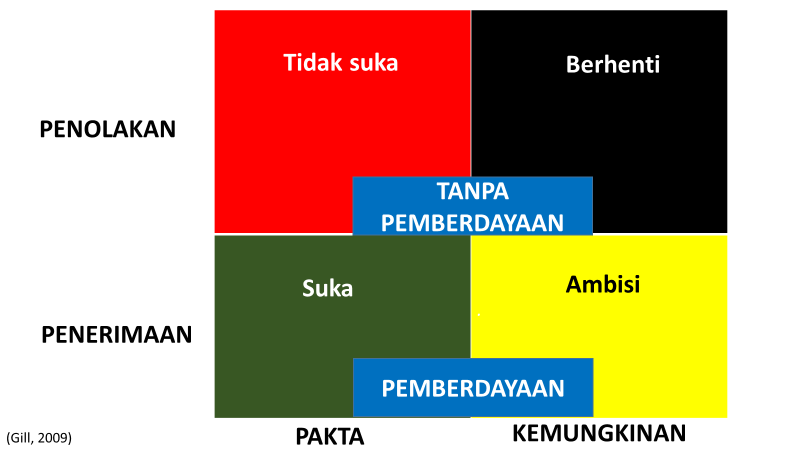 Tidak suka
Berhenti
PENOLAKAN
TANPA
PEMBERDAYAAN
Suka
Ambisi
PENERIMAAN
PEMBERDAYAAN
(Gill, 2009)
PAKTA
KEMUNGKINAN